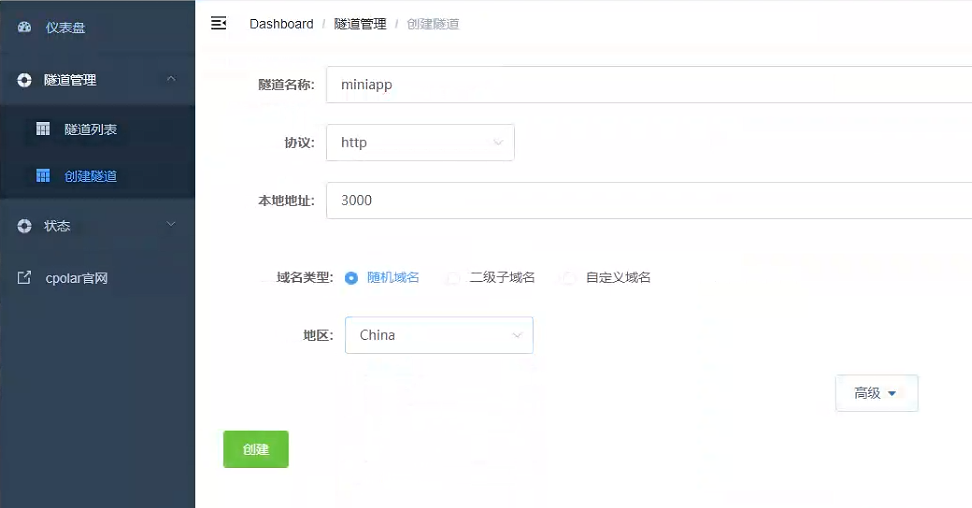 仪表盘
隧道管理
隧道列表
创建隧道
状态
cpolar官网
Dashboard / 隧道管理 / 创建隧道
隧道名称: miniapp
协议: http
本地地址: 3000
域名类型: 随机域名 二级子域名 自定义域名
地区: China
高级
创建